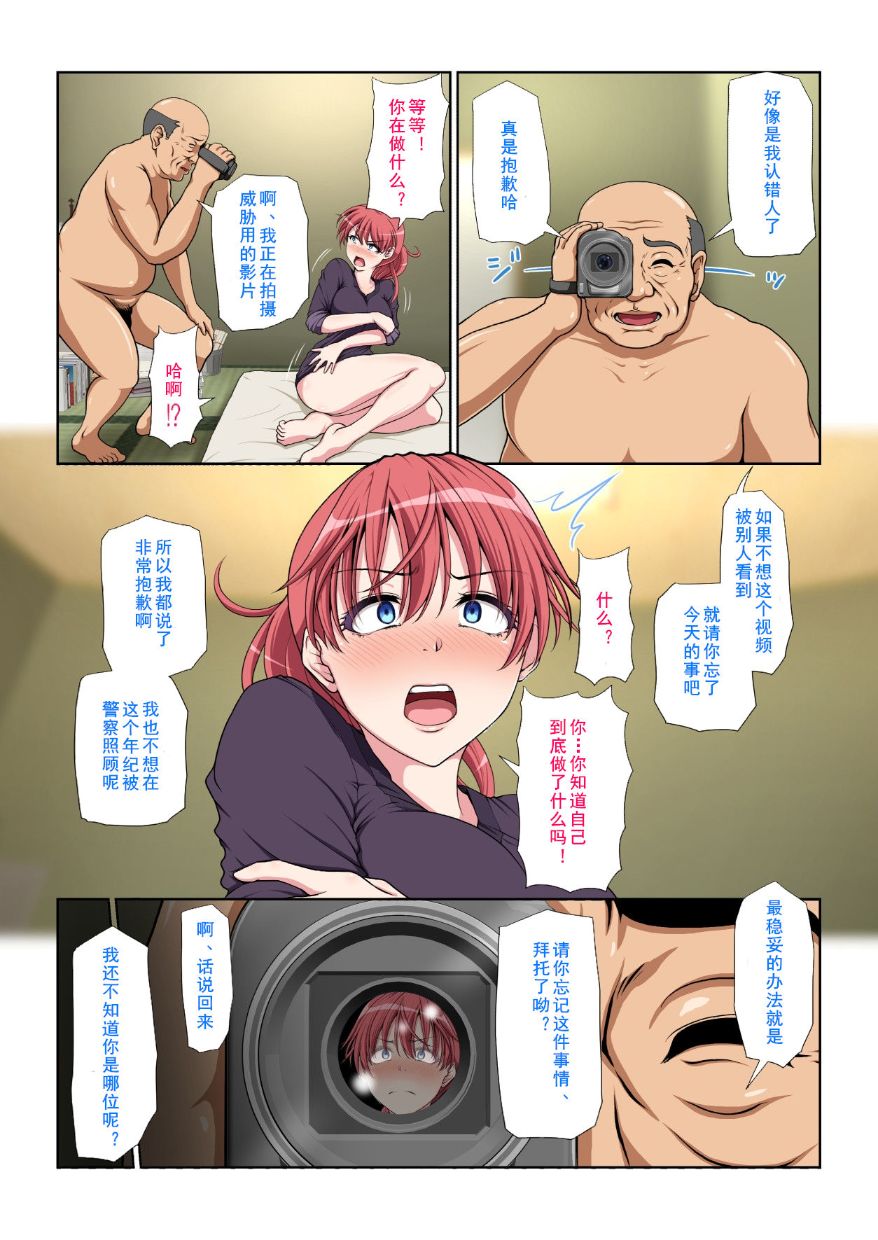 好像是我认错人了
真是抱歉哈
ジ
ッ
等等！
你在做什么？
啊、我正在拍摄
威胁用的影片
哈啊
!?
如果不想这个视频
被别人看到
就请你忘了
今天的事吧
什么？
你…你知道自己
到底做了什么吗！
所以我都说了
非常抱歉啊
我也不想在
这个年纪被
警察照顾呢
最稳妥的办法就是
请你忘记这件事情、
拜托了呦？
啊、话说回来
我还不知道你是哪位呢？